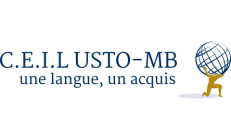 C.E.I.L USTO-MB
une langue, un acquis